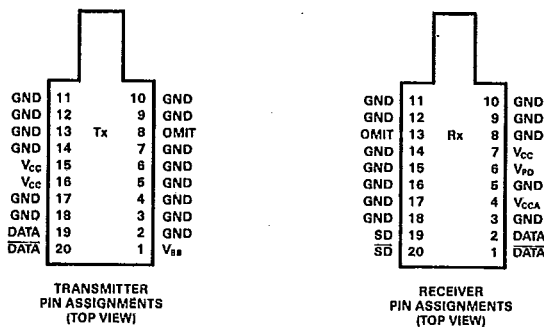 GND 11 10 GND
GND 12 9 GND
GND 13 Tx 8 OMIT
GND 14 7 GND
VCC 15 6 GND
VCC 16 5 GND
GND 17 4 GND
GND 18 3 GND
DATA 19 2 GND
DATA 20 1 VBB
TRANSMITTER
PIN ASSIGNMENTS
(TOP VIEW)
GND 11 10 GND
GND 12 9 GND
OMIT 13 Rx 8 GND
GND 14 7 VCC
GND 15 6 VPD
GND 16 5 GND
GND 17 4 VCCA
GND 18 3 GND
SD 19 2 DATA
SD 20 1 DATA
RECEIVER
PIN ASSIGNMENTS
(TOP VIEW)